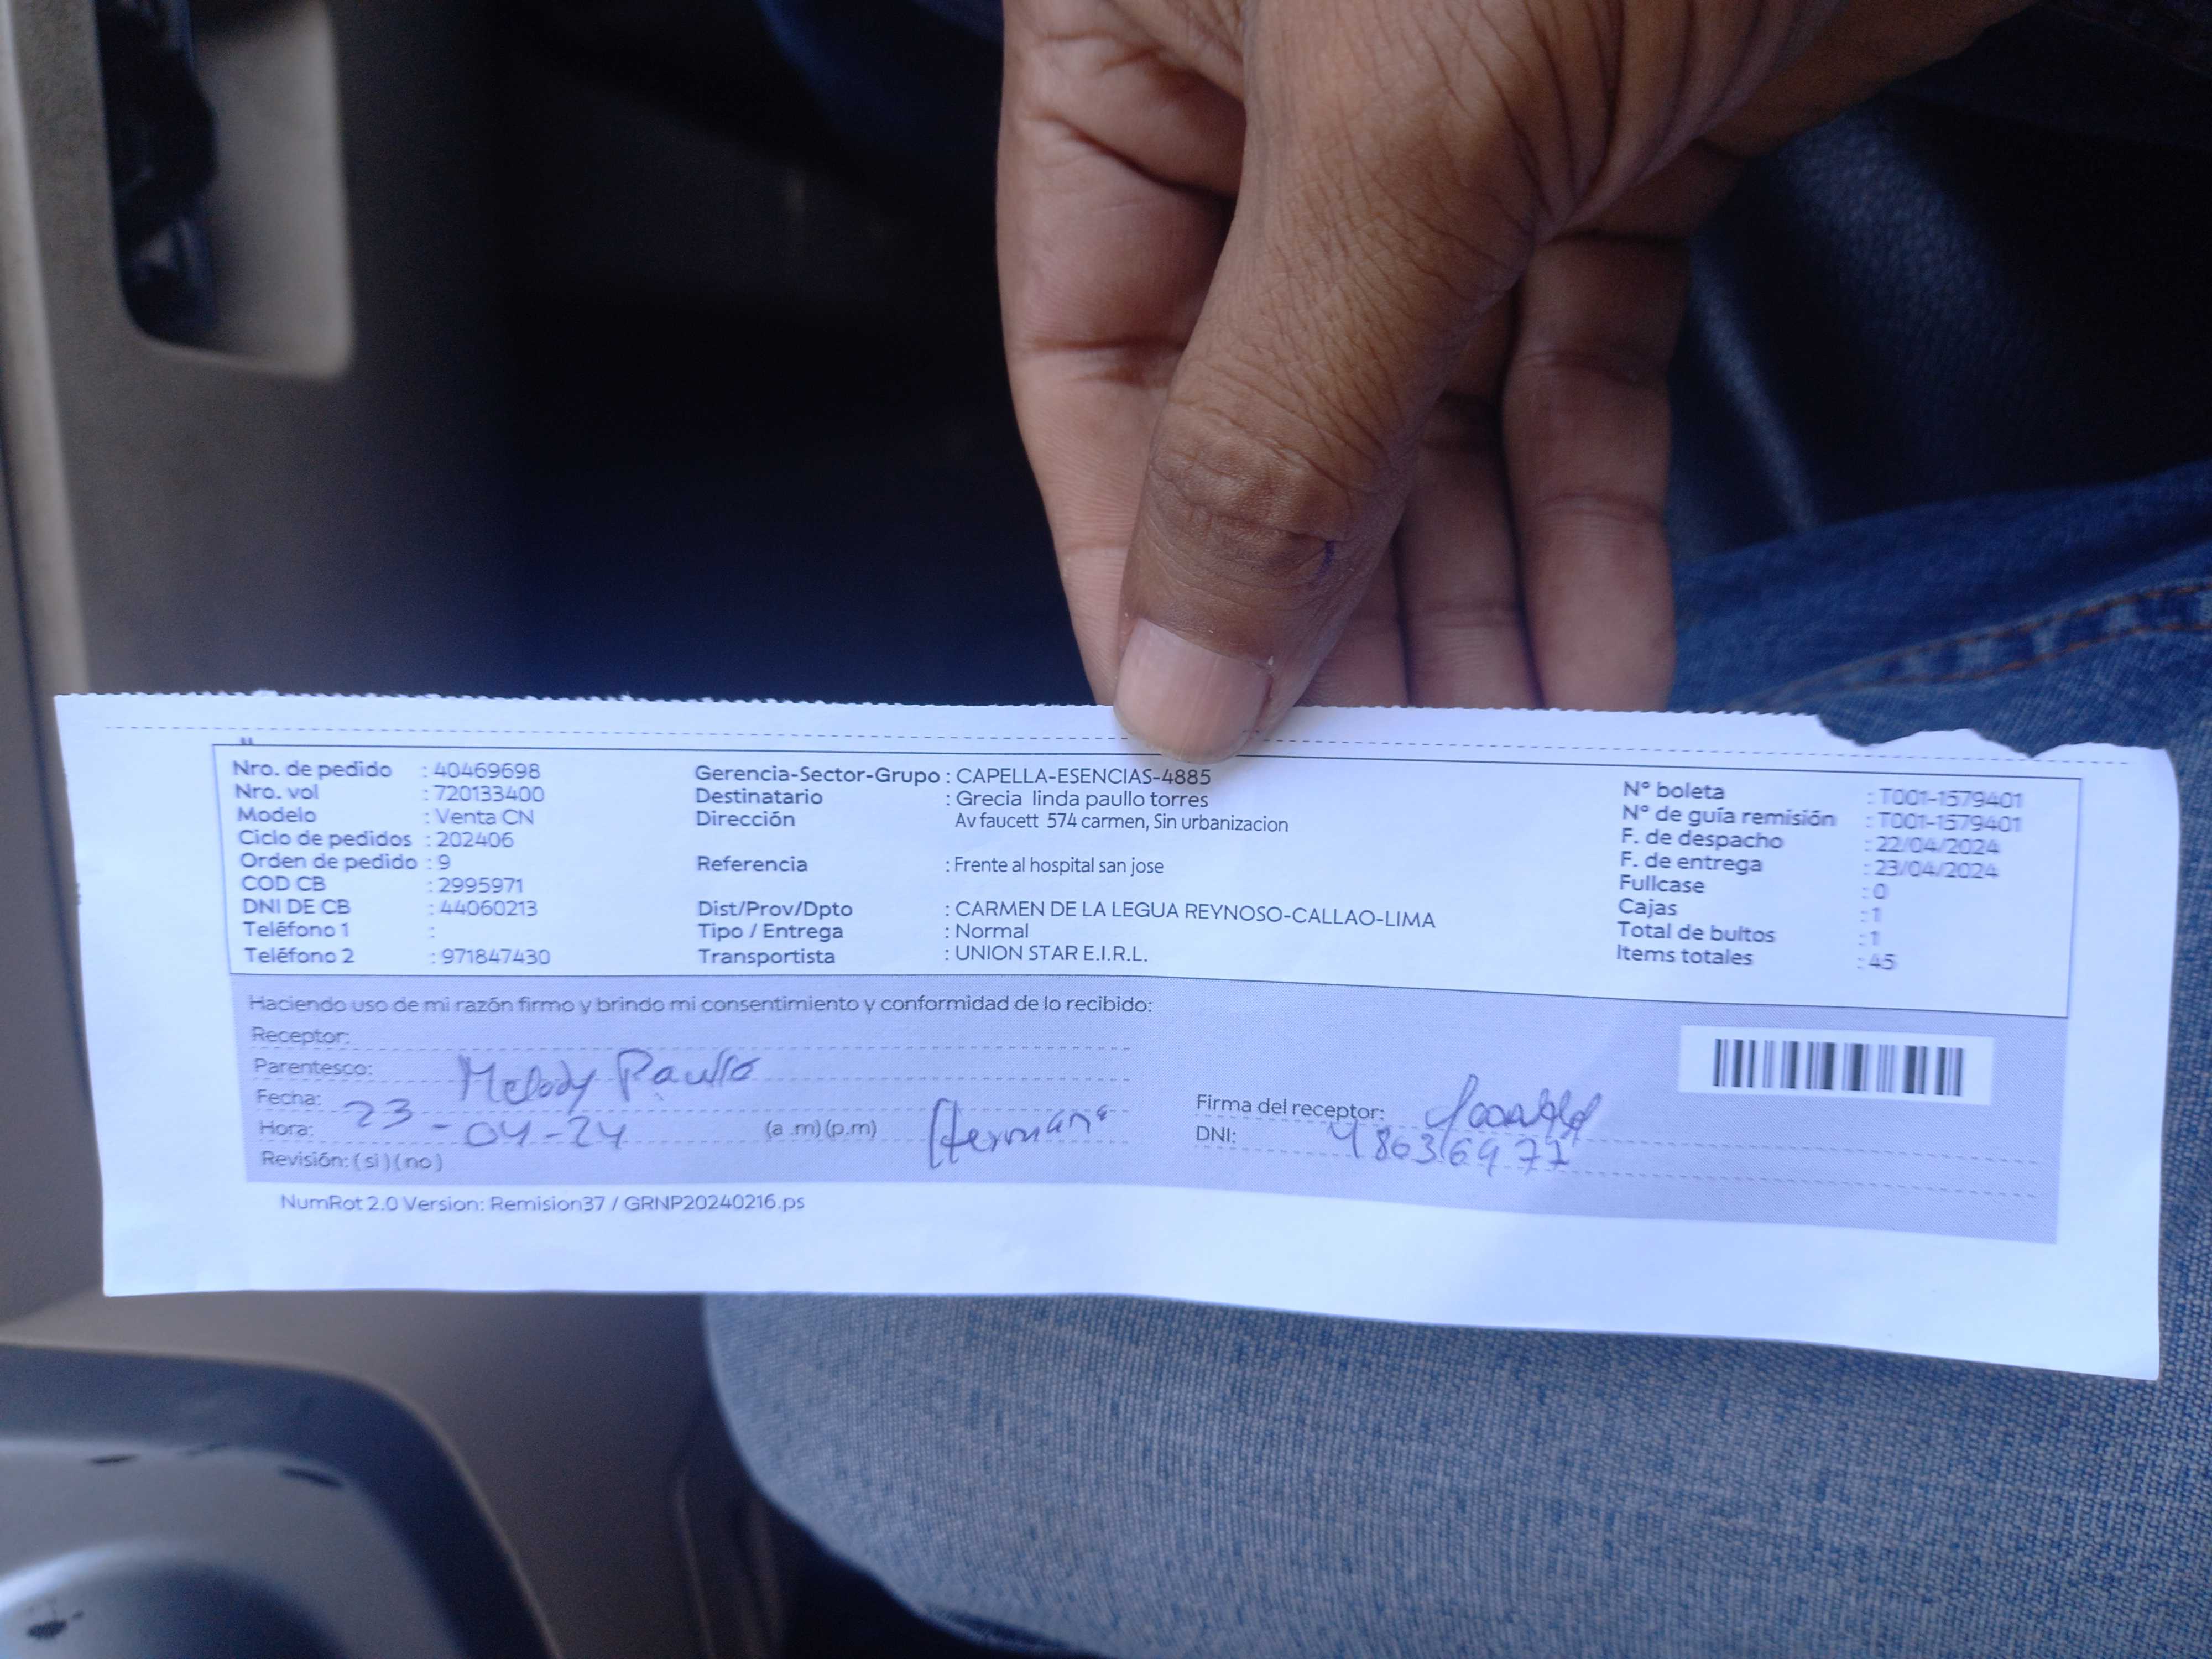 Nro. de pedido : 40469698
Nro. vol : 720133400
Modelo : Venta CN
Ciclo de pedidos : 202406
Orden de pedido : 9
COD CB : 2995971
DNI DE CB : 44060213
Teléfono 1 :
Teléfono 2 : 971847430
Gerencia-Sector-Grupo : CAPELLA-ESENCIAS-4885
Destinatario : Grecia linda paullo torres
Dirección Av faucett 574 carmen, Sin urbanizacion
Referencia : Frente al hospital san jose
Dist/Prov/Dpto : CARMEN DE LA LEGUA REYNOSO-CALLAO-LIMA
Tipo / Entrega : Normal
Transportista : UNION STAR E.I.R.L.
Nº boleta : T001-1579401
Nº de guía remisión : T001-1579401
F. de despacho : 22/04/2024
F. de entrega : 23/04/2024
Fullcase : 0
Cajas : 1
Total de bultos : 1
Items totales : 45
Haciendo uso de mi razón firmo y brindo mi consentimiento y conformidad de lo recibido:
Receptor:
Parentesco: Melody Paullo
Fecha: 23-04-24
Hora: (a .m) (p.m) Hermana
Revisión: ( si ) ( no )
Firma del receptor:
DNI:
NumRot 2.0 Version: Remision37 / GRNP20240216.ps